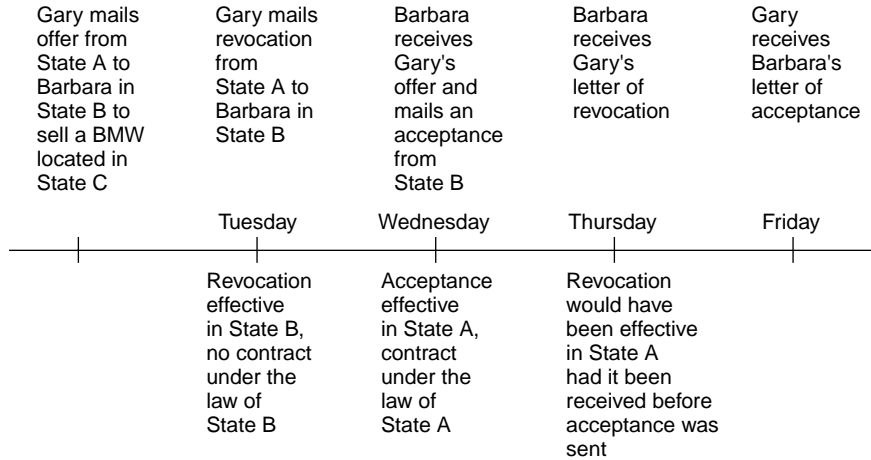 Gary mails
offer from
State A to
Barbara in
State B to
sell a BMW
located in
State C
Gary mails
revocation
from
State A to
Barbara in
State B
Barbara
receives
Gary's
offer and
mails an
acceptance
from
State B
Barbara
receives
Gary's
letter of
revocation
Gary
receives
Barbara's
letter of
acceptance
Tuesday
Wednesday
Thursday
Friday
Revocation
effective
in State B,
no contract
under the
law of
State B
Acceptance
effective
in State A,
contract
under the
law of
State A
Revocation
would have
been effective
in State A
had it been
received before
acceptance was
sent